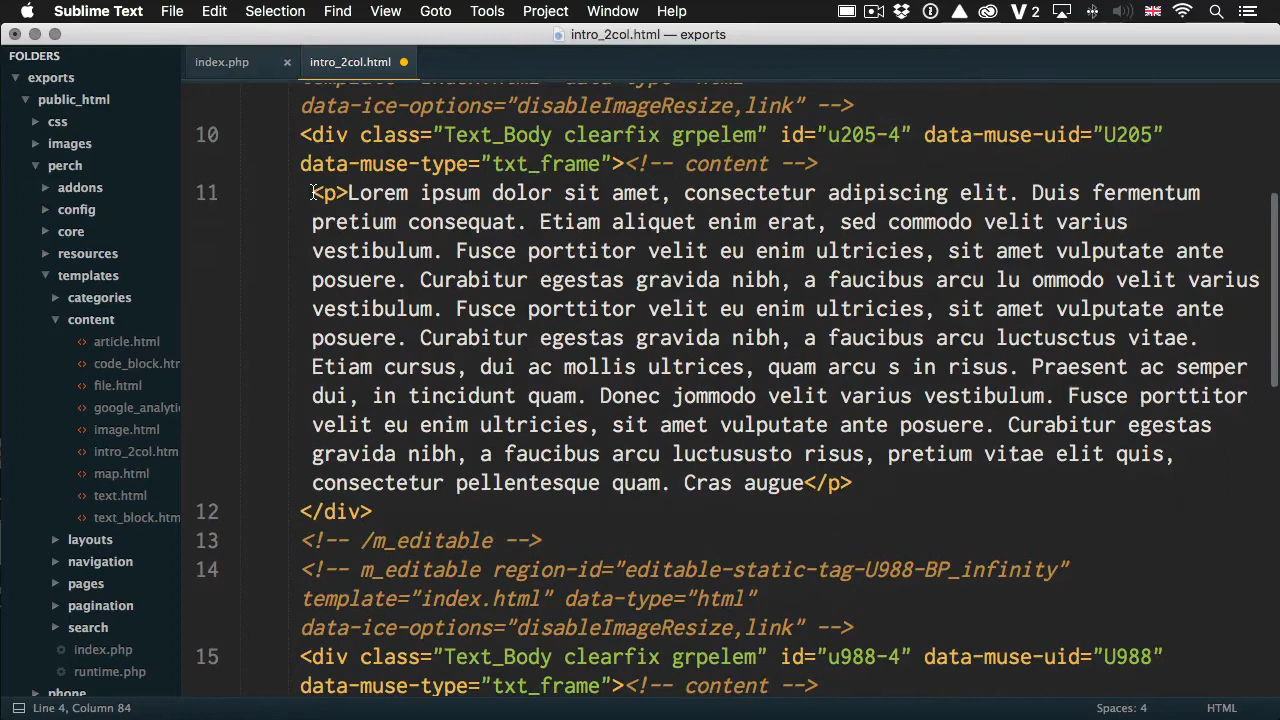 Sublime Text File Edit Selection Find View Goto Tools Project Window Help 2
intro_2col.html — exports
FOLDERS
index.php × intro_2col.html
exports
public_html
css
images
perch
addons
config
core
resources
templates
categories
content
article.html
code_block.htm
file.html
google_analytic
image.html
intro_2col.htm
map.html
text.html
text_block.htm
layouts
navigation
pages
pagination
search
index.php
runtime.php
phone
data-ice-options="disableImageResize,link" -->
10 <div class="Text_Body clearfix grpelem" id="u205-4" data-muse-uid="U205"
data-muse-type="txt_frame"><!-- content -->
11 <p>Lorem ipsum dolor sit amet, consectetur adipiscing elit. Duis fermentum
pretium consequat. Etiam aliquet enim erat, sed commodo velit varius
vestibulum. Fusce porttitor velit eu enim ultricies, sit amet vulputate ante
posuere. Curabitur egestas gravida nibh, a faucibus arcu lu ommodo velit varius
vestibulum. Fusce porttitor velit eu enim ultricies, sit amet vulputate ante
posuere. Curabitur egestas gravida nibh, a faucibus arcu luctusctus vitae.
Etiam cursus, dui ac mollis ultrices, quam arcu s in risus. Praesent ac semper
dui, in tincidunt quam. Donec jommodo velit varius vestibulum. Fusce porttitor
velit eu enim ultricies, sit amet vulputate ante posuere. Curabitur egestas
gravida nibh, a faucibus arcu luctususto risus, pretium vitae elit quis,
consectetur pellentesque quam. Cras augue</p>
12 </div>
13 <!-- /m_editable -->
14 <!-- m_editable region-id="editable-static-tag-U988-BP_infinity"
template="index.html" data-type="html"
data-ice-options="disableImageResize,link" -->
15 <div class="Text_Body clearfix grpelem" id="u988-4" data-muse-uid="U988"
data-muse-type="txt_frame"><!-- content -->
Line 4, Column 84 Spaces: 4 HTML